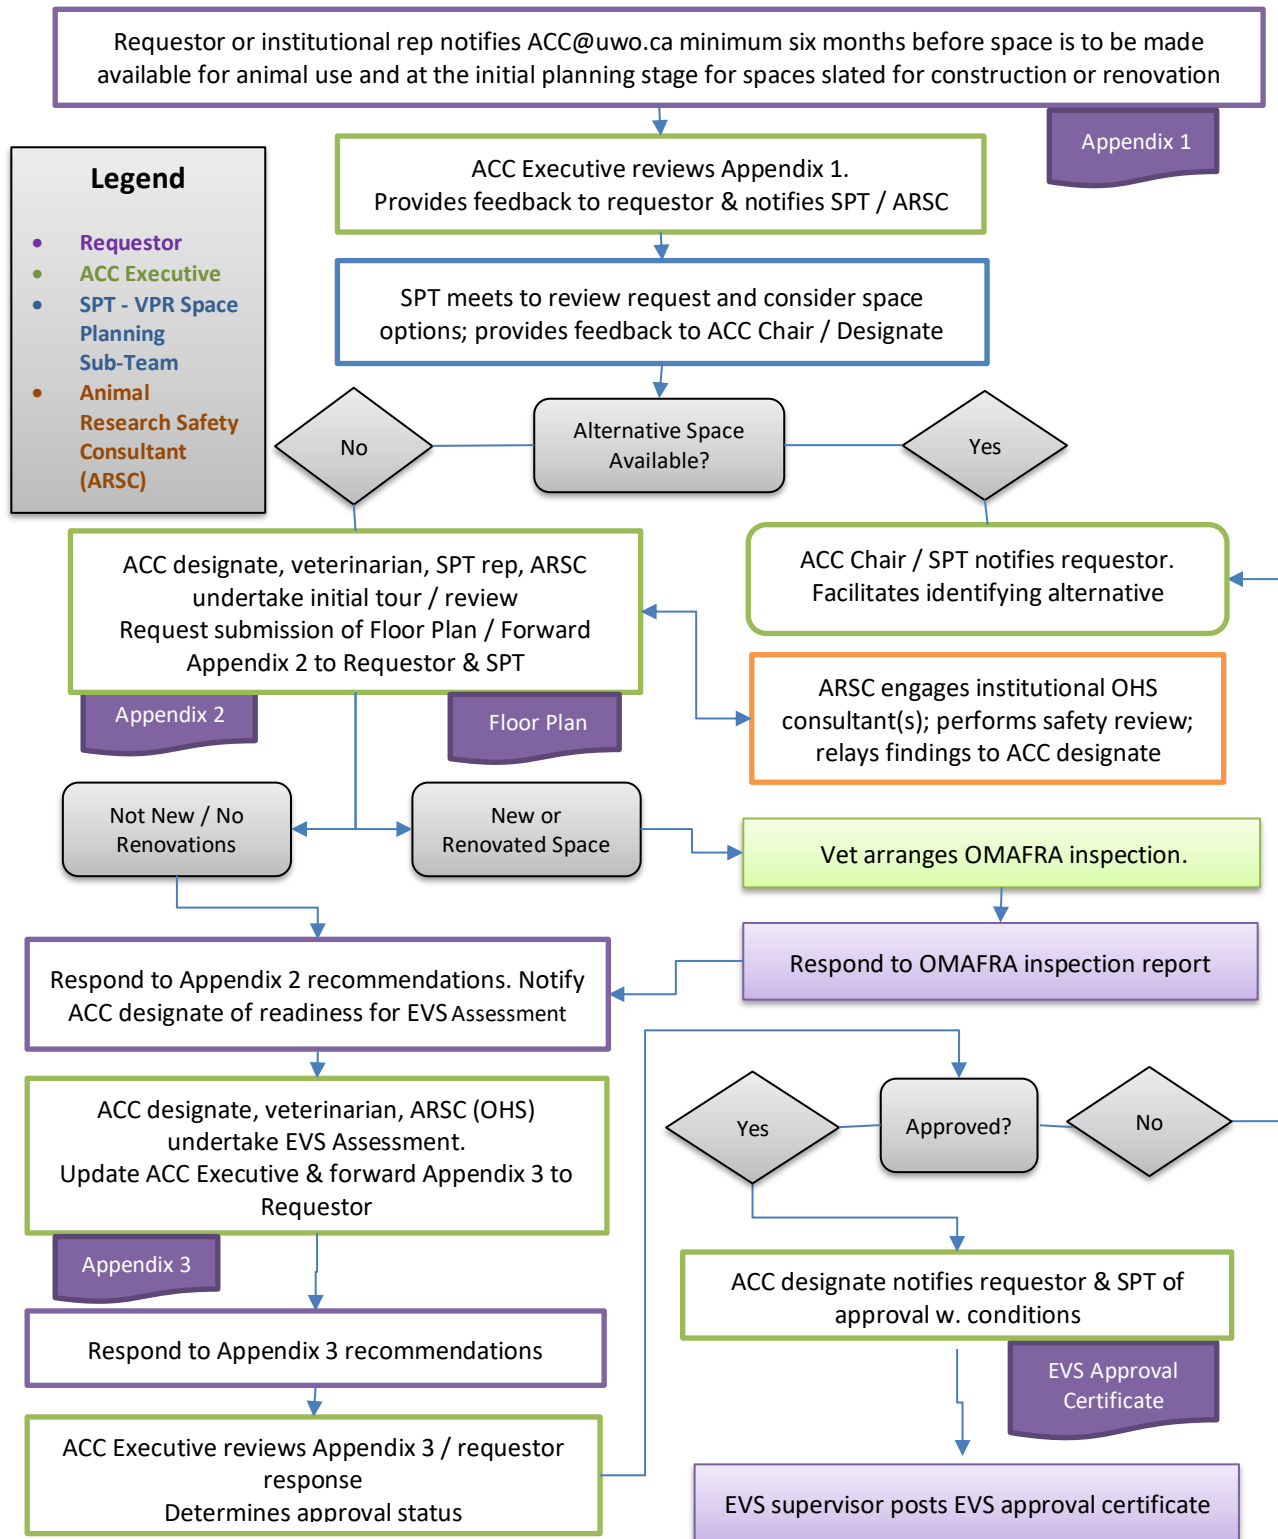 Requestor or institutional rep notifies ACC@uwo.ca minimum six months before space is to be made
available for animal use and at the initial planning stage for spaces slated for construction or renovation
Appendix 1
ACC Executive reviews Appendix 1.
Provides feedback to requestor & notifies SPT / ARSC
Legend
• Requestor
• ACC Executive
• SPT - VPR Space
Planning
Sub-Team
• Animal
Research Safety
Consultant
(ARSC)
SPT meets to review request and consider space
options; provides feedback to ACC Chair / Designate
No
Alternative Space
Available?
Yes
ACC designate, veterinarian, SPT rep, ARSC
undertake initial tour / review
Request submission of Floor Plan / Forward
Appendix 2 to Requestor & SPT
ACC Chair / SPT notifies requestor.
Facilitates identifying alternative
Appendix 2
Floor Plan
ARSC engages institutional OHS
consultant(s); performs safety review;
relays findings to ACC designate
Not New / No
Renovations
New or
Renovated Space
Vet arranges OMAFRA inspection.
Respond to OMAFRA inspection report
Respond to Appendix 2 recommendations. Notify
ACC designate of readiness for EVS Assessment
ACC designate, veterinarian, ARSC (OHS)
undertake EVS Assessment.
Update ACC Executive & forward Appendix 3 to
Requestor
Yes
Approved?
No
Appendix 3
ACC designate notifies requestor & SPT of
approval w. conditions
Respond to Appendix 3 recommendations
EVS Approval
Certificate
ACC Executive reviews Appendix 3 / requestor
response
Determines approval status
EVS supervisor posts EVS approval certificate